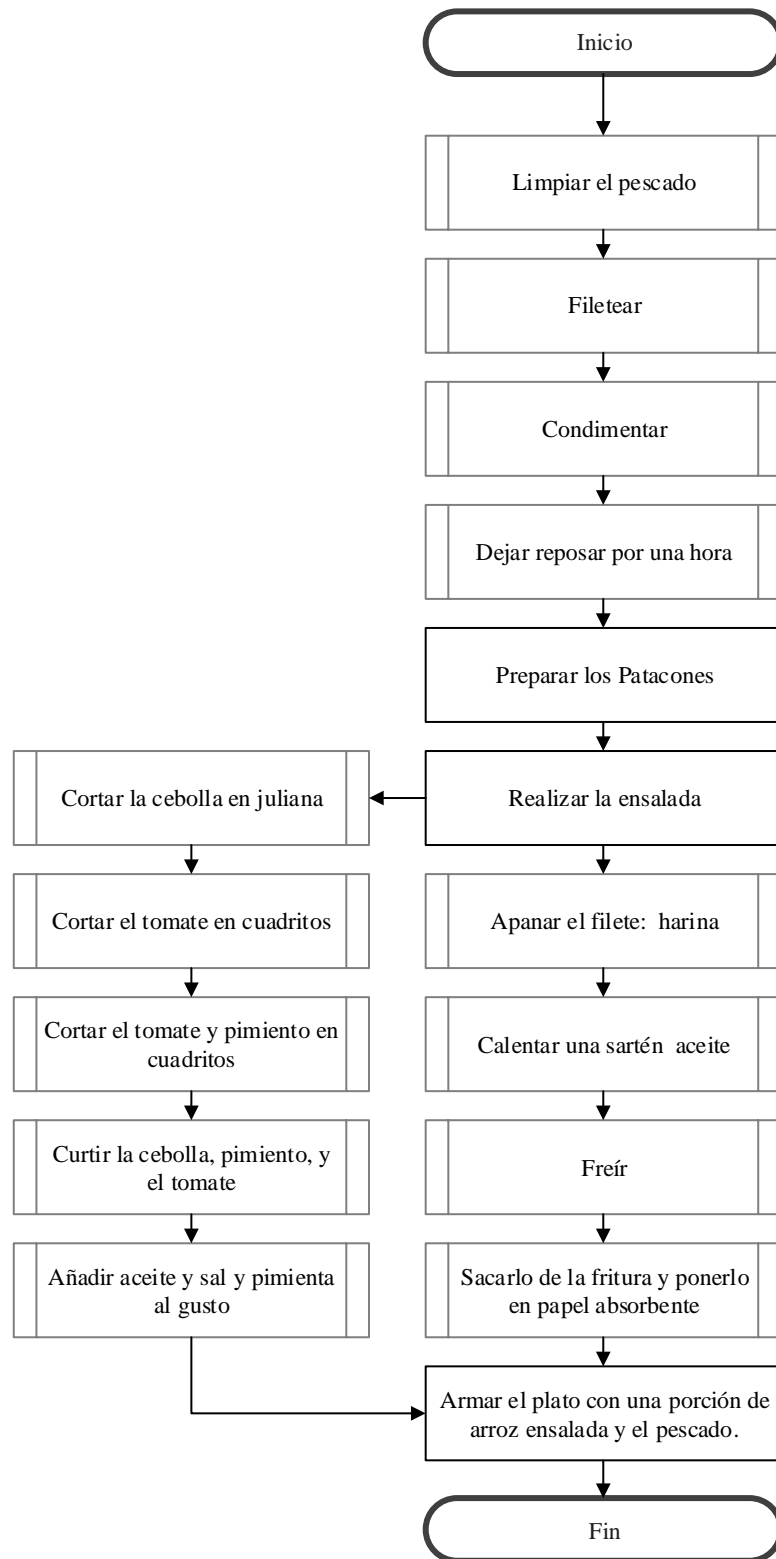 Inicio
Limpiar el pescado
Filetear
Condimentar
Dejar reposar por una hora
Preparar los Patacones
Realizar la ensalada
Cortar la cebolla en juliana
Cortar el tomate en cuadritos
Cortar el tomate y pimiento en
cuadritos
Curtir la cebolla, pimiento, y
el tomate
Añadir aceite y sal y pimienta
al gusto
Apanar el filete:  harina
Calentar una sartén  aceite
Freír
Sacarlo de la fritura y ponerlo
en papel absorbente
Armar el plato con una porción de
arroz ensalada y el pescado.
Fin